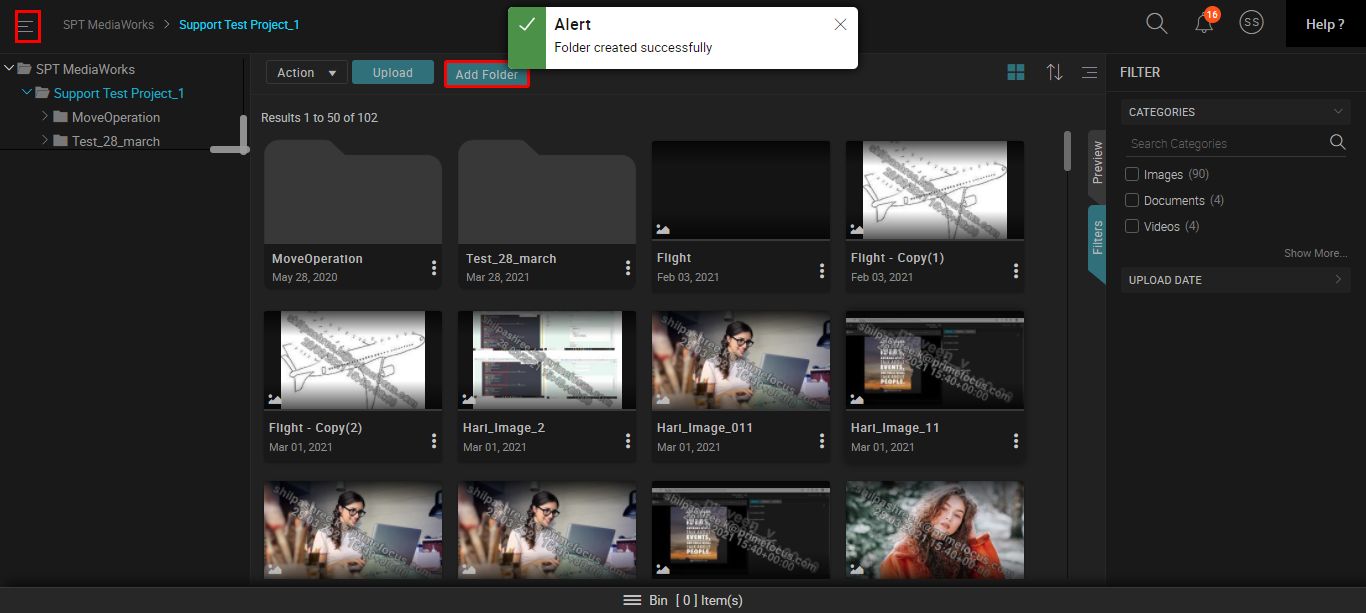 SPT MediaWorks > Support Test Project_1
Alert
Folder created successfully
16
SS
Help ?
SPT MediaWorks
Support Test Project_1
MoveOperation
Test_28_march
Action
Upload
Add Folder
Results 1 to 50 of 102
MoveOperation
May 28, 2020
Test_28_march
Mar 28, 2021
Flight
Feb 03, 2021
Flight - Copy(1)
Feb 03, 2021
Flight - Copy(2)
Mar 01, 2021
Hari_Image_2
Mar 01, 2021
Hari_Image_011
Mar 01, 2021
Hari_Image_11
Mar 01, 2021
EVENTS,
PEOPLE.
Preview
Filters
FILTER
CATEGORIES
Search Categories
Images (90)
Documents (4)
Videos (4)
Show More...
UPLOAD DATE
Bin [ 0 ] Item(s)